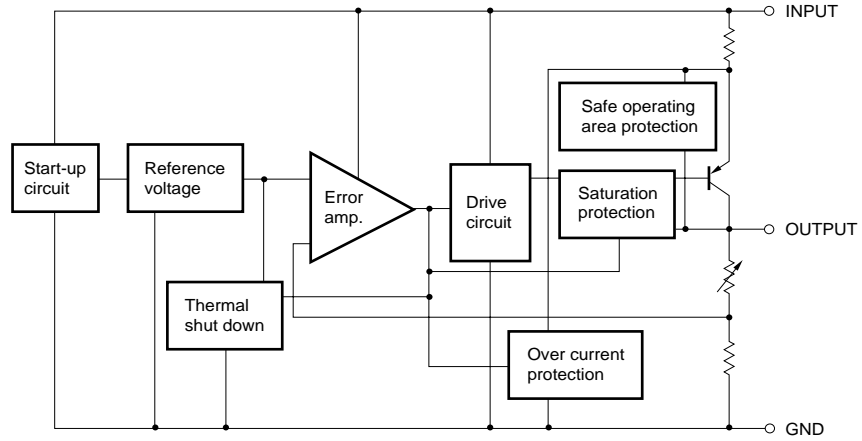 INPUT
Safe operating
area protection
Start-up
circuit
Reference
voltage
Error
amp.
Drive
circuit
Saturation
protection
OUTPUT
Thermal
shut down
Over current
protection
GND